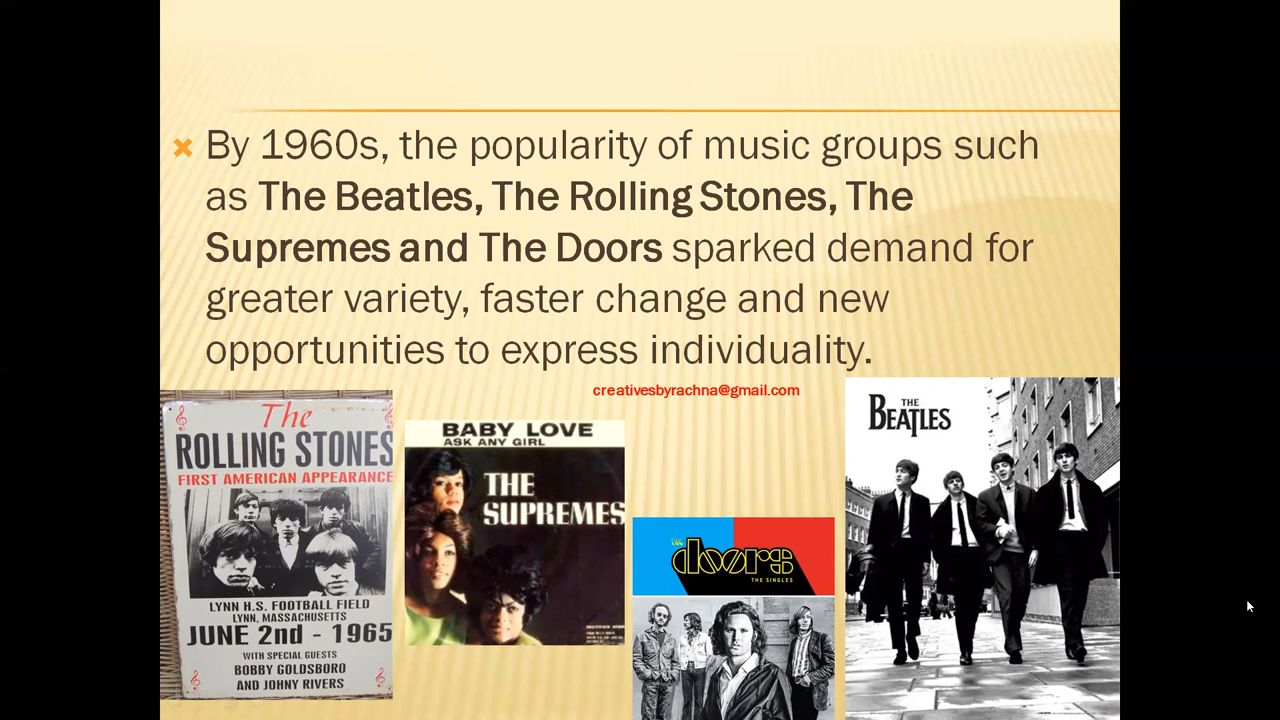 By 1960s, the popularity of music groups such
as The Beatles, The Rolling Stones, The
Supremes and The Doors sparked demand for
greater variety, faster change and new
opportunities to express individuality.
creativesbyrachna@gmail.com
The
ROLLING STONES
FIRST AMERICAN APPEARANCE
LYNN H.S. FOOTBALL FIELD
LYNN, MASSACHUSETTS
JUNE 2nd - 1965
WITH SPECIAL GUESTS
BOBBY GOLDSBORO
AND JOHNY RIVERS
BABY LOVE
ASK ANY GIRL
THE
SUPREMES
THE
doors
THE SINGLES
THE
BEATLES